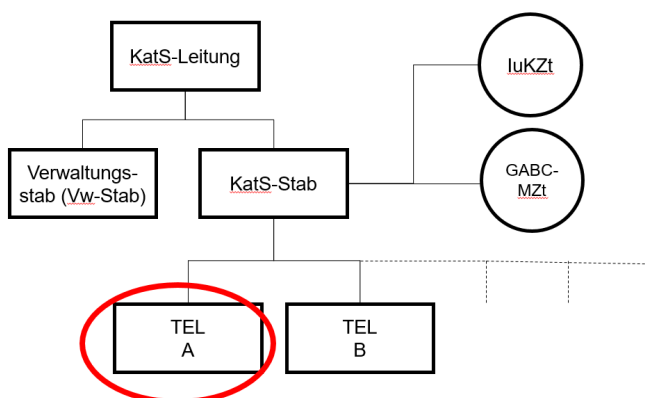 KatS-Leitung
IuKZt
Verwaltungs-
stab (Vw-Stab)
KatS-Stab
GABC-
MZt
TEL
A
TEL
B